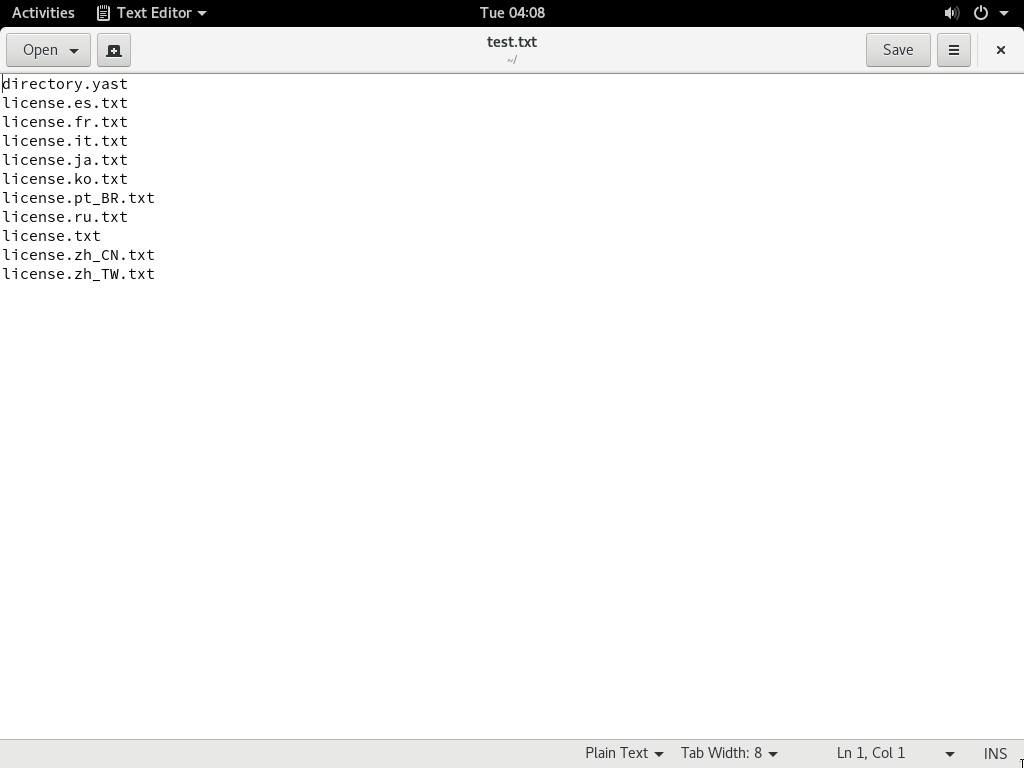 Activities Text Editor Tue 04:08
Open test.txt Save
~/
directory.yast
license.es.txt
license.fr.txt
license.it.txt
license.ja.txt
license.ko.txt
license.pt_BR.txt
license.ru.txt
license.txt
license.zh_CN.txt
license.zh_TW.txt
Plain Text Tab Width: 8 Ln 1, Col 1 INS